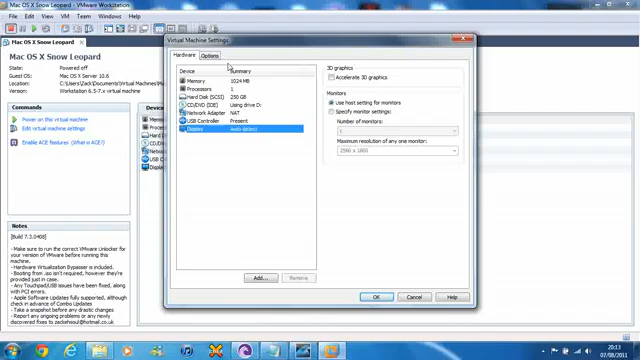 Mac OS X Snow Leopard - VMware Workstation
File Edit View VM Team Windows Help
Mac OS X Snow Leopard
Mac OS X Snow Leopard
State: Powered off
Guest OS: Mac OS X Server 10.6
Location: C:\Users\Zack\Documents\Virtual Machines\
Version: Workstation 6.5-7.x virtual machine
Commands
Power on this virtual machine
Edit virtual machine settings
Enable ACE features (What is ACE?)
Devices
Memory
Notes
[Build 7.3.0408]
- Make sure to run the VMware Unlocker for your version of VMware before running this machine.
- Hardware Virtualization Bypasser is included.
- Booting from .iso isn't required, however they're provided just in case.
- Any Touchpad/USB issues have been fixed, along with PCI errors.
- Apple Software Updates fully supported, although check in advance of Combo Updates
- Take a snapshot before any drastic changes
- Report any ongoing problems or any newly discovered fixes to
Virtual Machine Settings
Hardware Options
Device Summary
Memory 1024 MB
Processors 1
Hard Disk (SCSI) 250 GB
CD/DVD (IDE) Using drive D:
Network Adapter NAT
USB Controller Present
Display Auto detect
Add... Remove
3D graphics
Accelerate 3D graphics
Monitors
Use host setting for monitors
Specify monitor settings:
Number of monitors:
1
Maximum resolution of any one monitor:
2560 x 1600
OK Cancel Help
20:13
07/08/2011